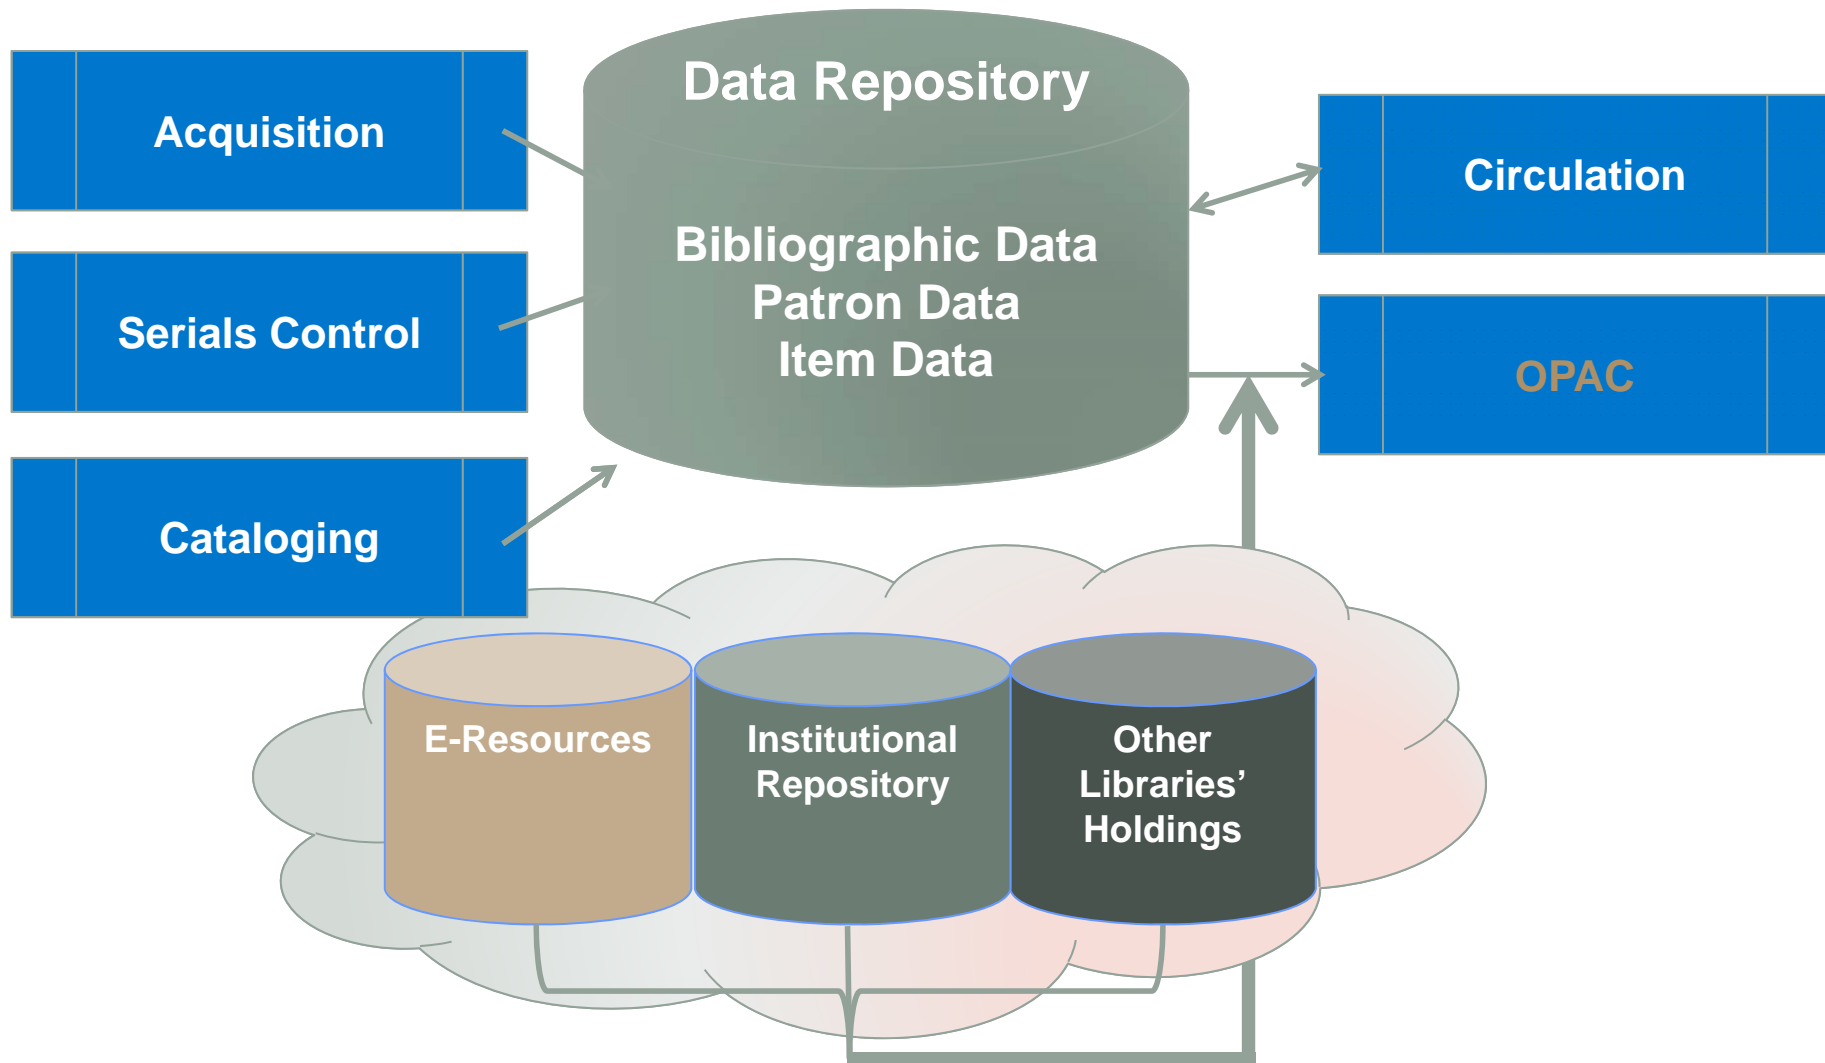 Data Repository
Acquisition
Circulation
Bibliographic Data
Patron Data
Item Data
Serials Control
OPAC
Cataloging
E-Resources
Institutional
Repository
Other
Libraries’
Holdings